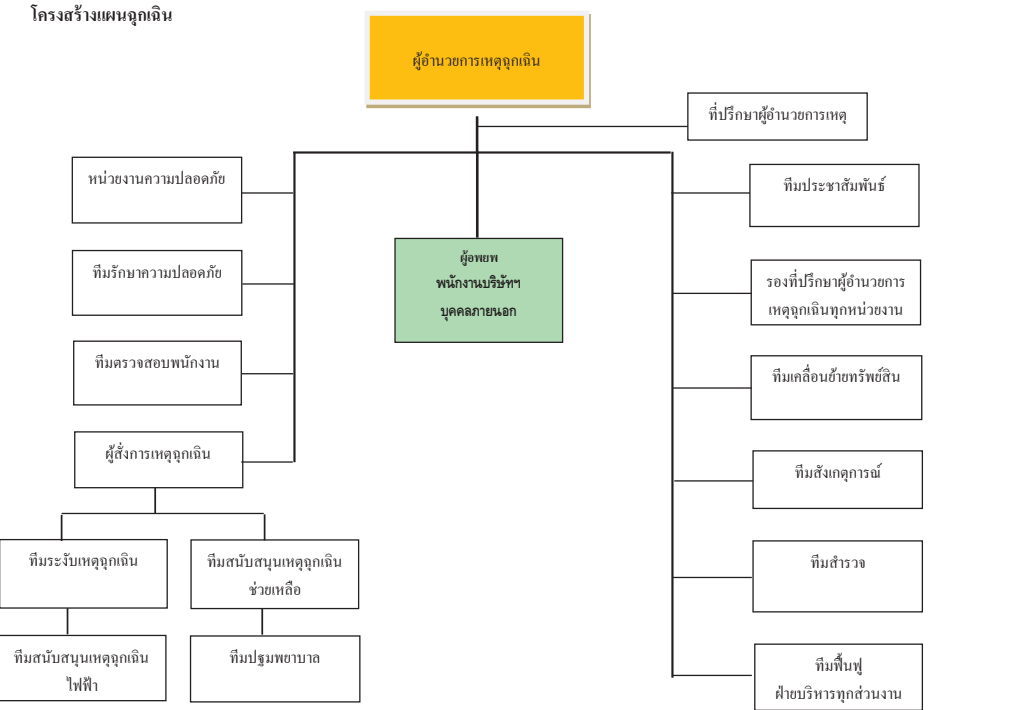 โครงสร้างแผนฉุกเฉิน
ผู้อำนวยการเหตุฉุกเฉิน
ที่ปรึกษาผู้อำนวยการเหตุ
หน่วยงานความปลอดภัย
ทีมรักษาความปลอดภัย
ทีมตรวจสอบพนักงาน
ผู้สั่งการเหตุฉุกเฉิน
ทีมระงับเหตุฉุกเฉิน
ทีมสนับสนุนเหตุฉุกเฉิน
ไฟฟ้า
ทีมสนับสนุนเหตุฉุกเฉิน
ช่วยเหลือ
ทีมปฐมพยาบาล
ผู้อพยพ
พนักงานบริษัทฯ
บุคคลภายนอก
ทีมประชาสัมพันธ์
รองที่ปรึกษาผู้อำนวยการ
เหตุฉุกเฉินทุกหน่วยงาน
ทีมเคลื่อนย้ายทรัพย์สิน
ทีมสังเกตุการณ์
ทีมสำรวจ
ทีมฟื้นฟู
ฝ่ายบริหารทุกส่วนงาน